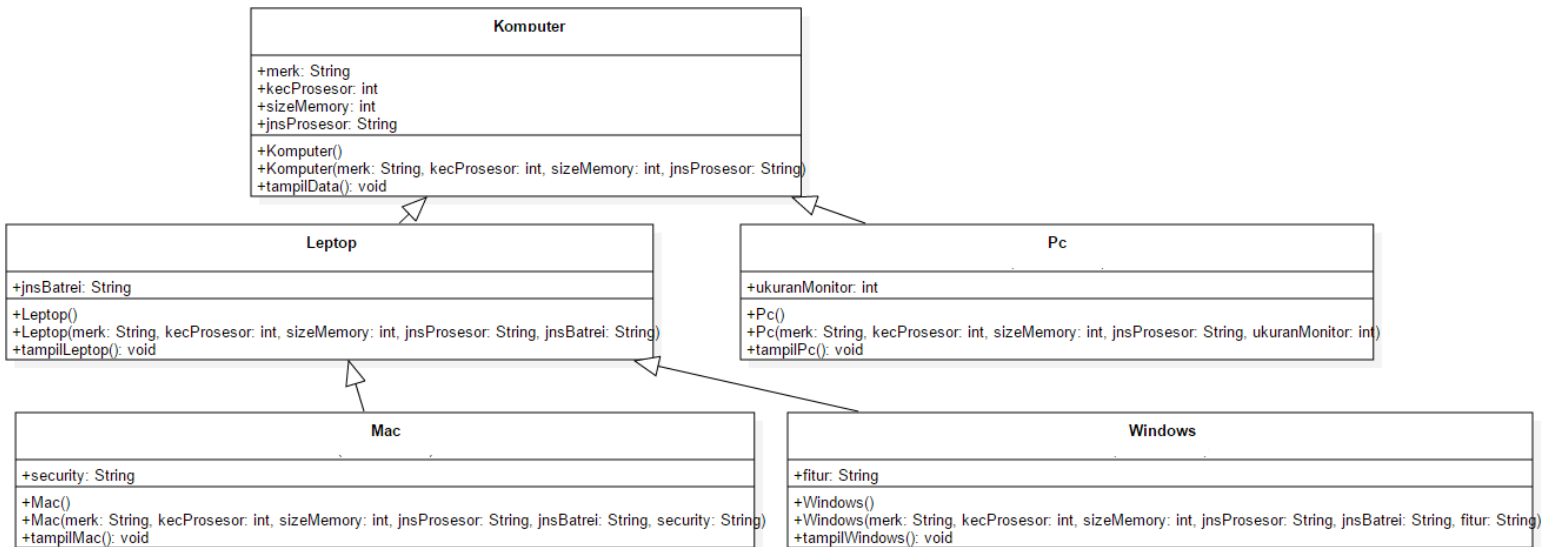 Komputer
+merk: String
+kecProsesor: int
+sizeMemory: int
+jnsProsesor: String
+Komputer()
+Komputer(merk: String, kecProsesor: int, sizeMemory: int, jnsProsesor: String)
+tampilData(): void
Leptop
+jnsBatrei: String
+Leptop()
+Leptop(merk: String, kecProsesor: int, sizeMemory: int, jnsProsesor: String, jnsBatrei: String)
+tampilLeptop(): void
Pc
+ukuranMonitor: int
+Pc()
+Pc(merk: String, kecProsesor: int, sizeMemory: int, jnsProsesor: String, ukuranMonitor: int)
+tampilPc(): void
Mac
+security: String
+Mac()
+Mac(merk: String, kecProsesor: int, sizeMemory: int, jnsProsesor: String, jnsBatrei: String, security: String)
+tampilMac(): void
Windows
+fitur: String
+Windows()
+Windows(merk: String, kecProsesor: int, sizeMemory: int, jnsProsesor: String, jnsBatrei: String, fitur: String)
+tampilWindows(): void